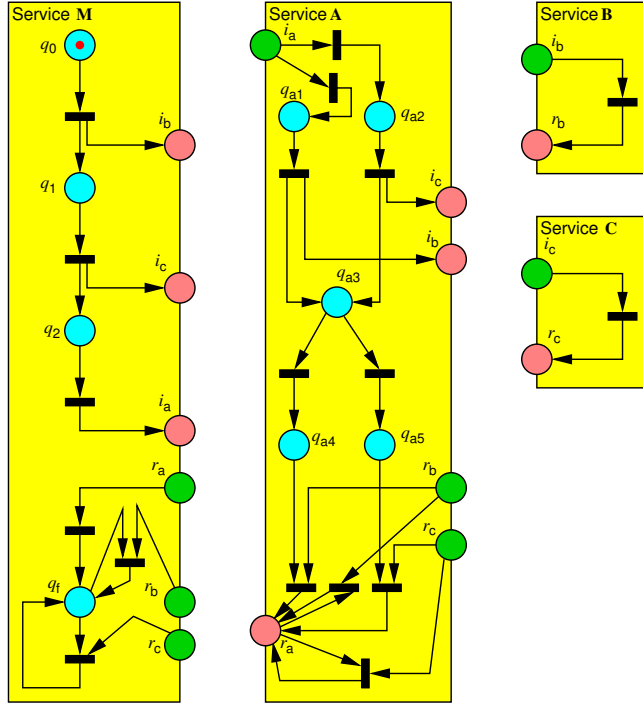 Service M
q0
ib
q1
ic
q2
ia
ra
qf
rb
rc
Service A
ia
qa1
qa2
ic
ib
qa3
qa4
qa5
rb
rc
ra
Service B
ib
rb
Service C
ic
rc